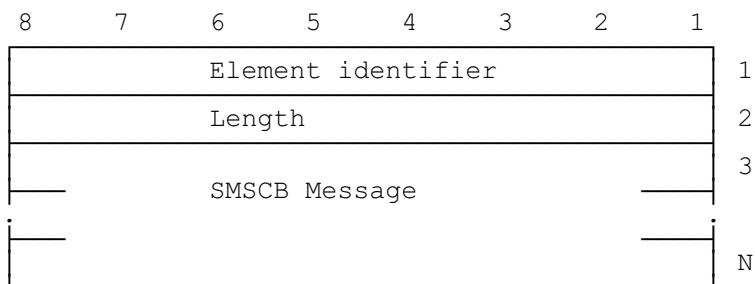 8 7 6 5 4 3 2 1
Element identifier 1
Length 2
3
SMSCB Message
N